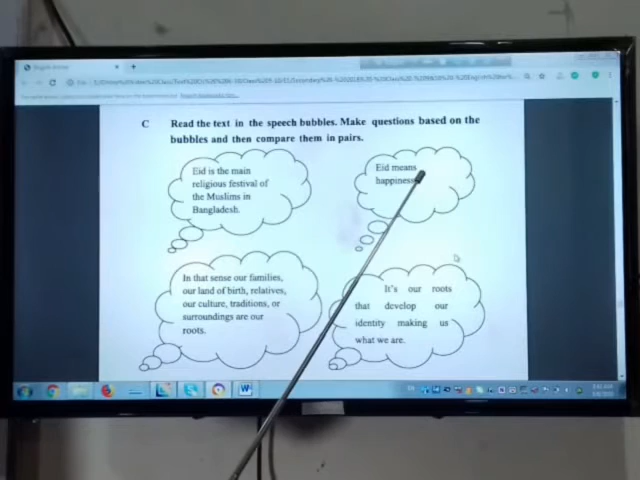 C Read the text in the speech bubbles. Make questions based on the
bubbles and then compare them in pairs.
Eid is the main
religious festival of
the Muslims in
Bangladesh.
Eid means
happiness
In that sense our families,
our land of birth, relatives,
our culture, traditions, or
surroundings are our
roots.
It's our roots
that develop our
identity making us
what we are.